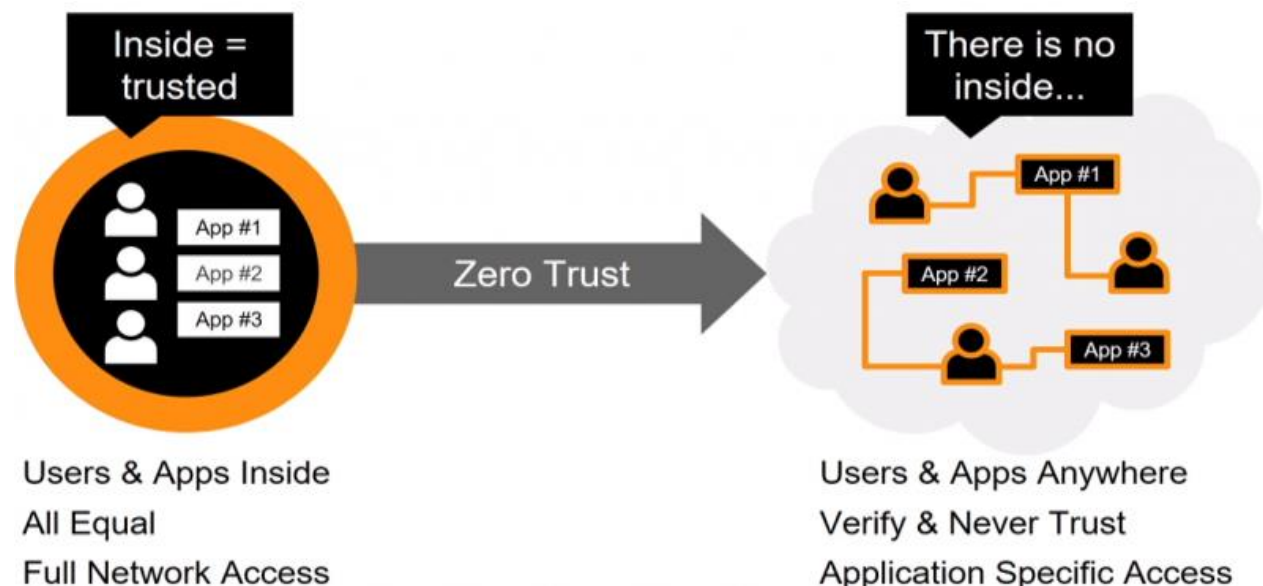 Inside =
trusted
App #1
App #2
App #3
Users & Apps Inside
All Equal
Full Network Access
Zero Trust
There is no
inside...
App #1
App #2
App #3
Users & Apps Anywhere
Verify & Never Trust
Application Specific Access